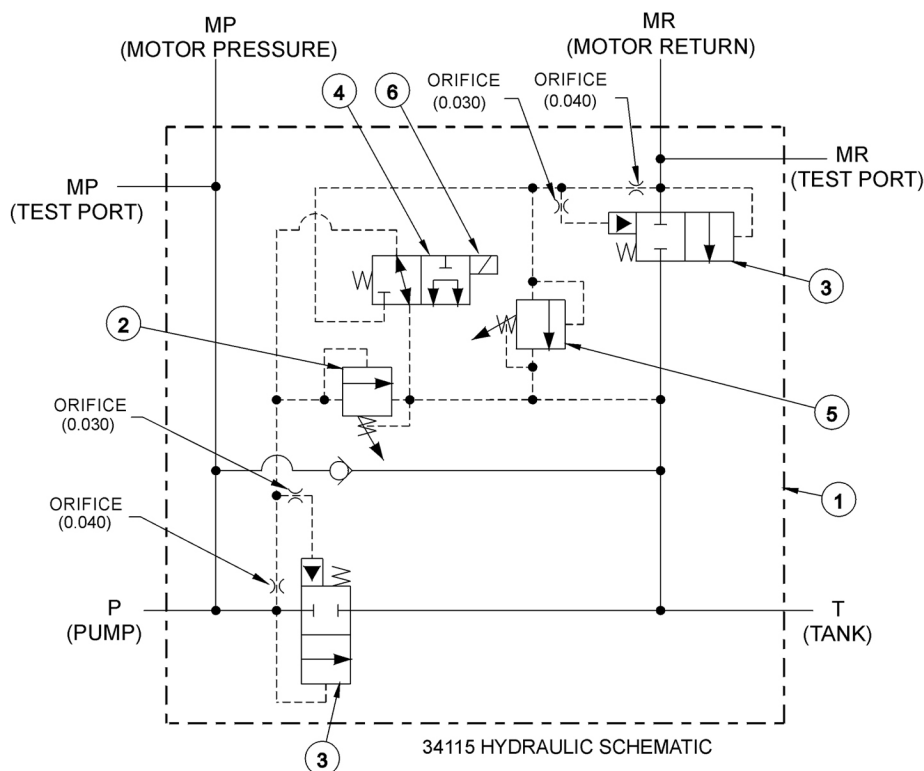 MP
(MOTOR PRESSURE)
MR
(MOTOR RETURN)
ORIFICE
(0.030)
ORIFICE
(0.040)
4
6
MP
(TEST PORT)
MR
(TEST PORT)
3
2
5
ORIFICE
(0.030)
1
ORIFICE
(0.040)
P
(PUMP)
T
(TANK)
3
34115 HYDRAULIC SCHEMATIC